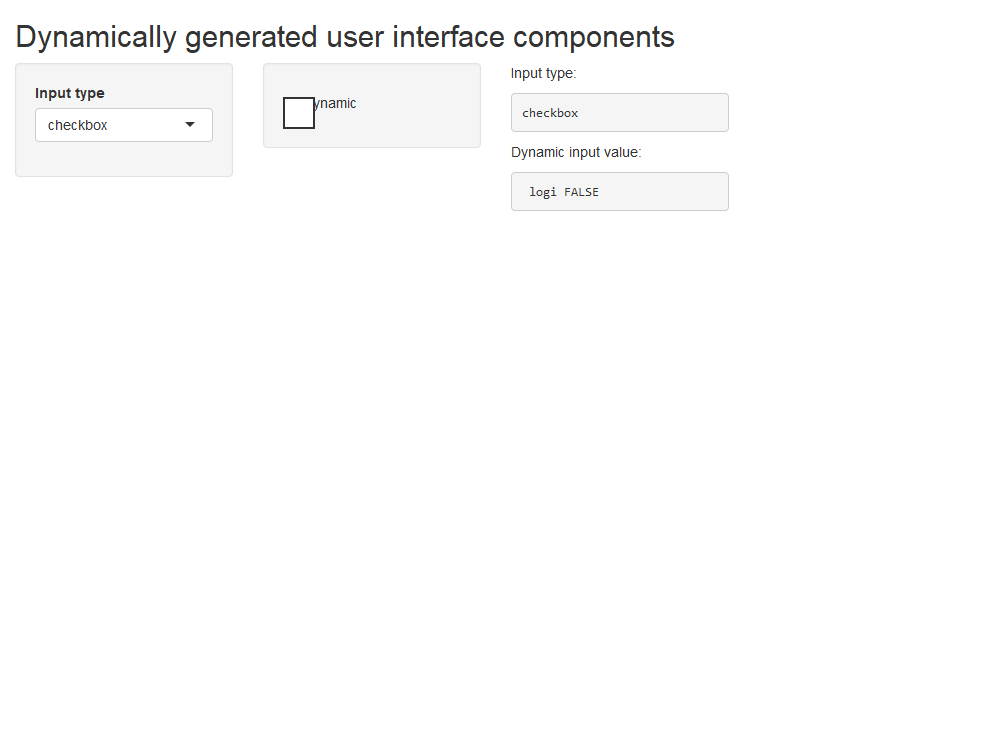 Dynamically generated user interface components
Input type
checkbox
ynamic
Input type:
checkbox
Dynamic input value:
logi FALSE